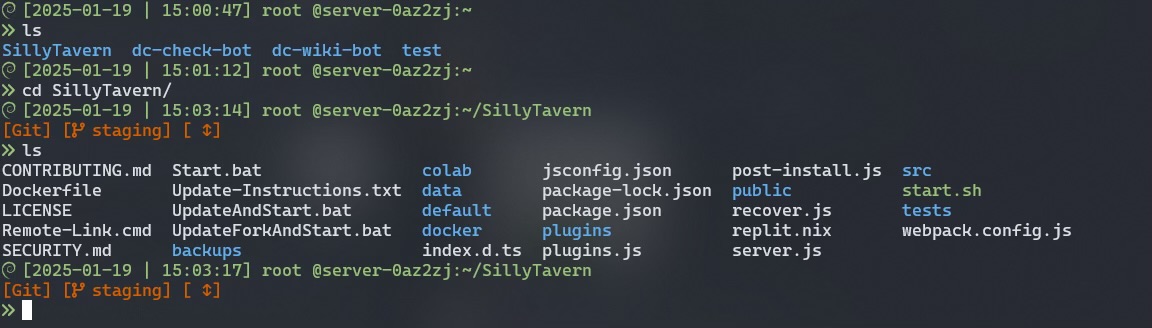 [2025-01-19 | 15:00:47] root @server-0az2zj:~
» ls
SillyTavern  dc-check-bot  dc-wiki-bot  test
[2025-01-19 | 15:01:12] root @server-0az2zj:~
» cd SillyTavern/
[2025-01-19 | 15:03:14] root @server-0az2zj:~/SillyTavern
[Git] [ staging] [ ↕]
» ls
CONTRIBUTING.md  Start.bat                colab    jsconfig.json      post-install.js  src
Dockerfile       Update-Instructions.txt  data     package-lock.json  public           start.sh
LICENSE          UpdateAndStart.bat       default  package.json       recover.js       tests
Remote-Link.cmd  UpdateForkAndStart.bat   docker   plugins            replit.nix       webpack.config.js
SECURITY.md      backups                  index.d.ts  plugins.js      server.js
[2025-01-19 | 15:03:17] root @server-0az2zj:~/SillyTavern
[Git] [ staging] [ ↕]
»